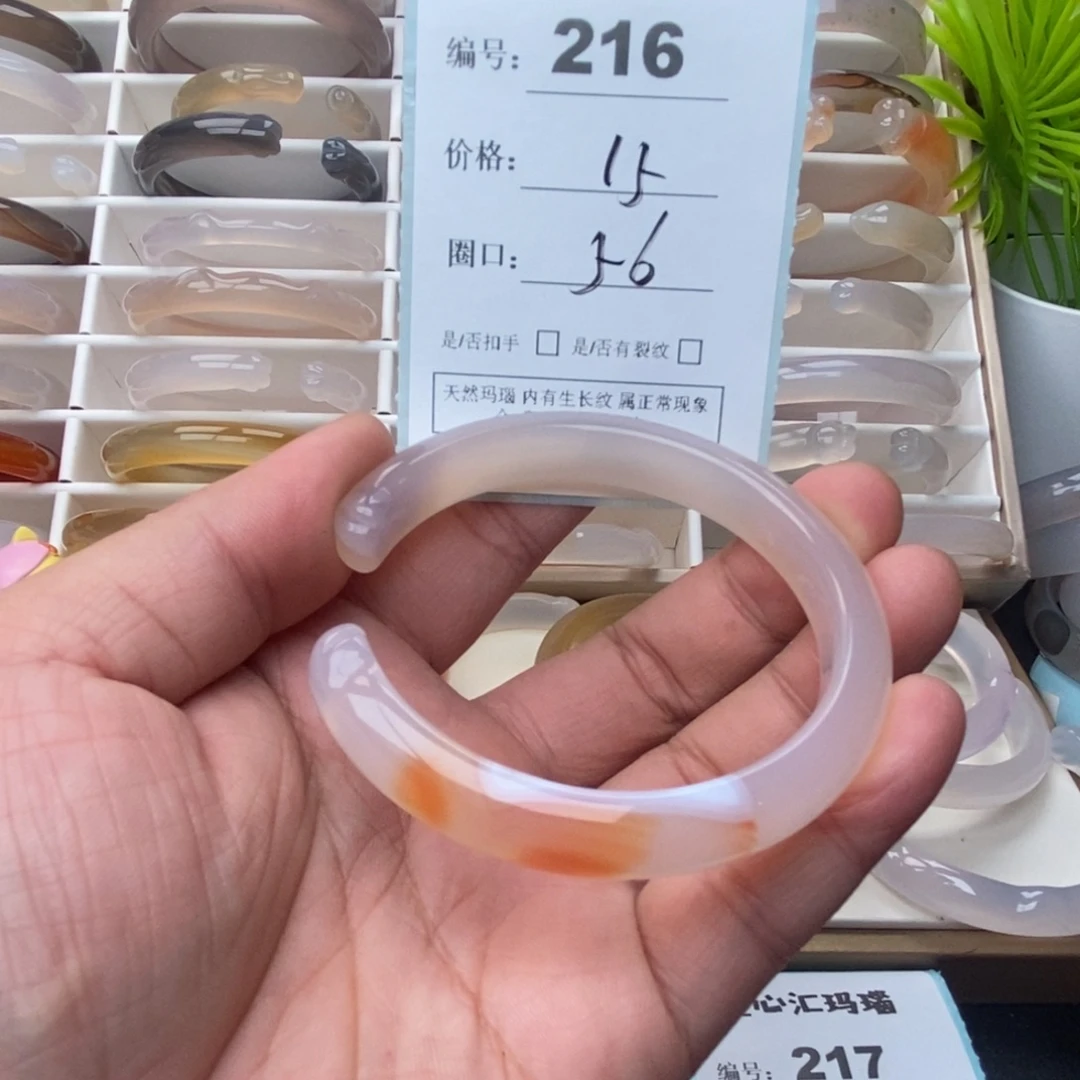 编号: 216
价格: 15
圈口: 56
是/否扣手 □ 是/否有裂纹 □
天然玛瑙 内有生长纹 属正常现象
心汇玛瑙
编号: 217